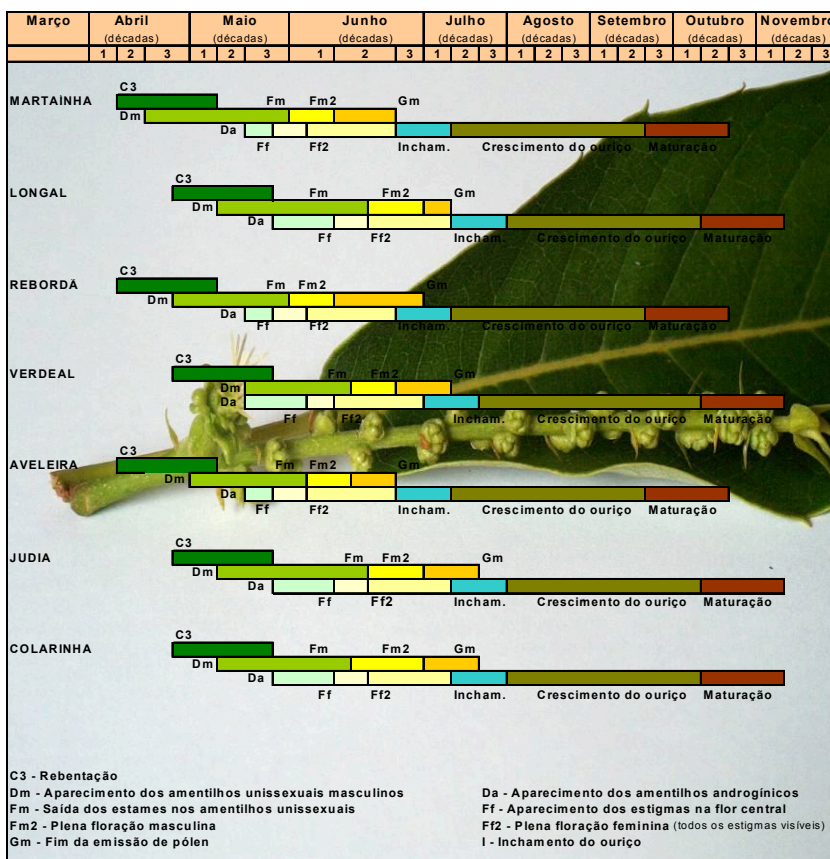 Março Abril Maio Junho Julho Agosto Setembro Outubro Novembro
(décadas) (décadas) (décadas) (décadas) (décadas) (décadas) (décadas) (décadas)
1 2 3 1 2 3 1 2 3 1 2 3 1 2 3 1 2 3 1 2 3 1 2 3
C3
MARTAÍNHA Fm Fm2 Gm
Dm
Da
Ff Ff2 Incham. Crescimento do ouriço Maturação
C3
LONGAL Fm Fm2 Gm
Dm
Da
Ff Ff2 Incham. Crescimento do ouriço Maturação
C3
REBORDÃ Fm Fm2 Gm
Dm
Da
Ff Ff2 Incham. Crescimento do ouriço Maturação
C3
VERDEAL Fm Fm2 Gm
Dm
Da
Ff Ff2 Incham. Crescimento do ouriço Maturação
C3
AVELEIRA Fm Fm2 Gm
Dm
Da
Ff Ff2 Incham. Crescimento do ouriço Maturação
C3
JUDIA Fm Fm2 Gm
Dm
Da
Ff Ff2 Incham. Crescimento do ouriço Maturação
C3
COLARINHA Fm Fm2 Gm
Dm
Da
Ff Ff2 Incham. Crescimento do ouriço Maturação
C3 - Rebentação
Dm - Aparecimento dos amentilhos unissexuais masculinos
Fm - Saída dos estames nos amentilhos unissexuais
Fm2 - Plena floração masculina
Gm - Fim da emissão de pólen
Da - Aparecimento dos amentilhos androgínicos
Ff - Aparecimento dos estigmas na flor central
Ff2 - Plena floração feminina (todos os estigmas visíveis)
I - Inchamento do ouriço